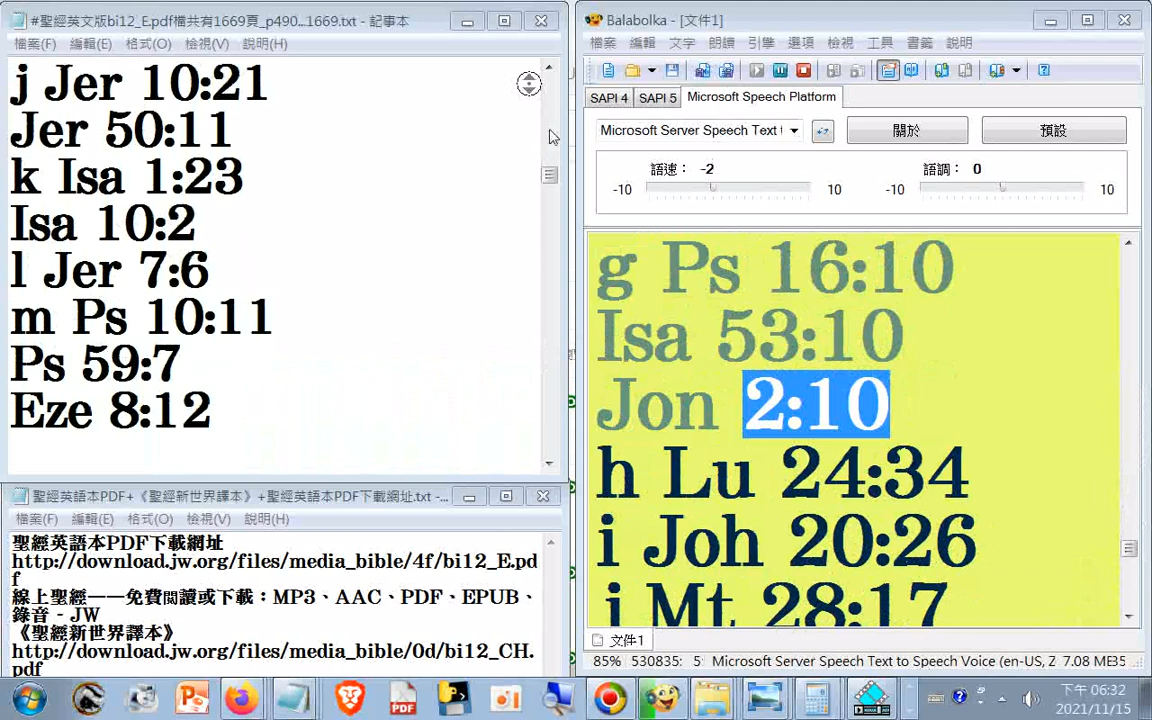 #聖經英文版bi12_E.pdf檔共有1669頁_p490...1669.txt - 記事本
檔案(F) 編輯(E) 格式(O) 檢視(V) 說明(H)
j Jer 10:21
Jer 50:11
k Isa 1:23
Isa 10:2
l Jer 7:6
m Ps 10:11
Ps 59:7
Eze 8:12
聖經英語本PDF+《聖經新世界譯本》+聖經英語本PDF下載網址.txt -...
檔案(F) 編輯(E) 格式(O) 檢視(V) 說明(H)
聖經英語本PDF下載網址
http://download.jw.org/files/media_bible/4f/bi12_E.pd
f
線上聖經——免費閱讀或下載：MP3、AAC、PDF、EPUB、
錄音 - JW
《聖經新世界譯本》
http://download.jw.org/files/media_bible/0d/bi12_CH.
pdf
Balabolka - [文件1]
檔案 編輯 文字 朗讀 引擎 選項 檢視 工具 書籤 說明
SAPI 4 SAPI 5 Microsoft Speech Platform
Microsoft Server Speech Text t 關於 預設
語速： -2 語調： 0
-10 10 -10 10
g Ps 16:10
Isa 53:10
Jon 2:10
h Lu 24:34
i Joh 20:26
j Mt 28:17
文件1
85% 530835: 5 Microsoft Server Speech Text to Speech Voice (en-US, Z 7.08 ME35
PDF
下午 06:32
2021/11/15